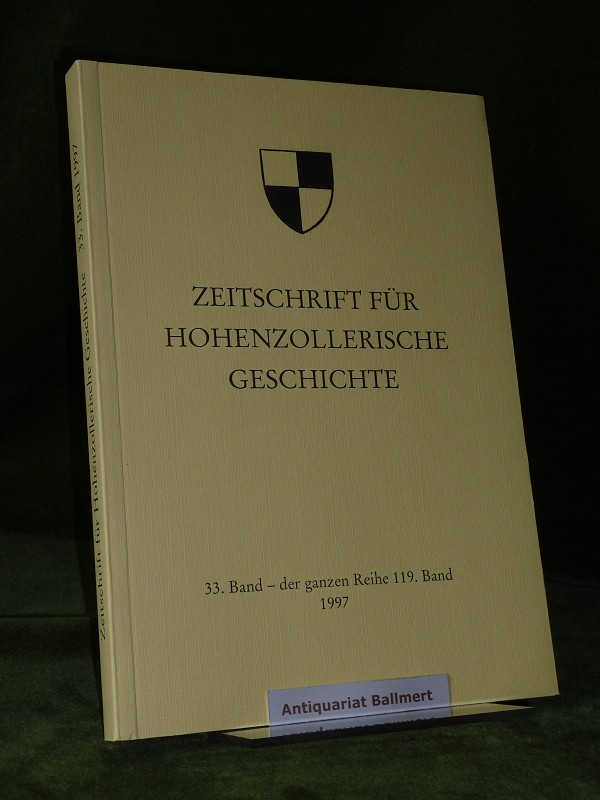 Zeitschrift für Hohenzollerische Geschichte 33. Band 1997
ZEITSCHRIFT FÜR
HOHENZOLLERISCHE
GESCHICHTE
33. Band – der ganzen Reihe 119. Band
1997
Antiquariat Ballmert